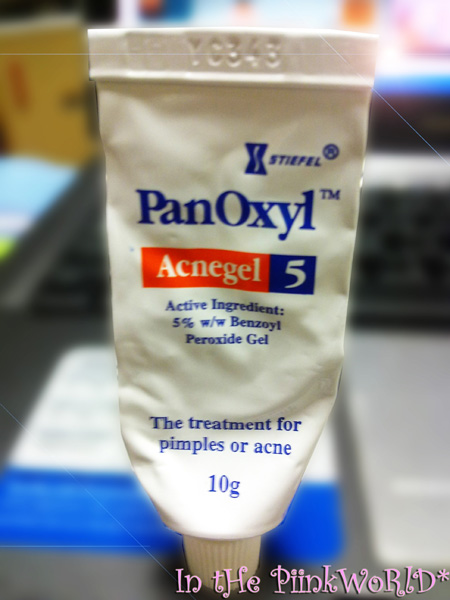 STIEFEL®
PanOxyl™
Acnegel 5
Active Ingredient:
5% w/w Benzoyl
Peroxide Gel
The treatment for
pimples or acne
10g
In tHe PiinkWoRlD*